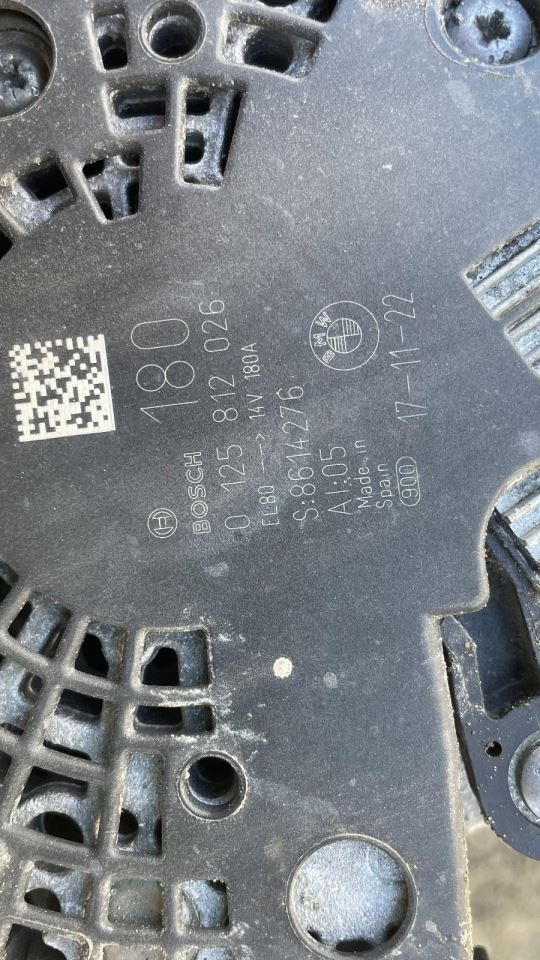 180
BOSCH
0 125 812 026
EL80 ---> 14V 180A
S:8614276
AI:05
Made in
Spain
900
BMW
17-11-22